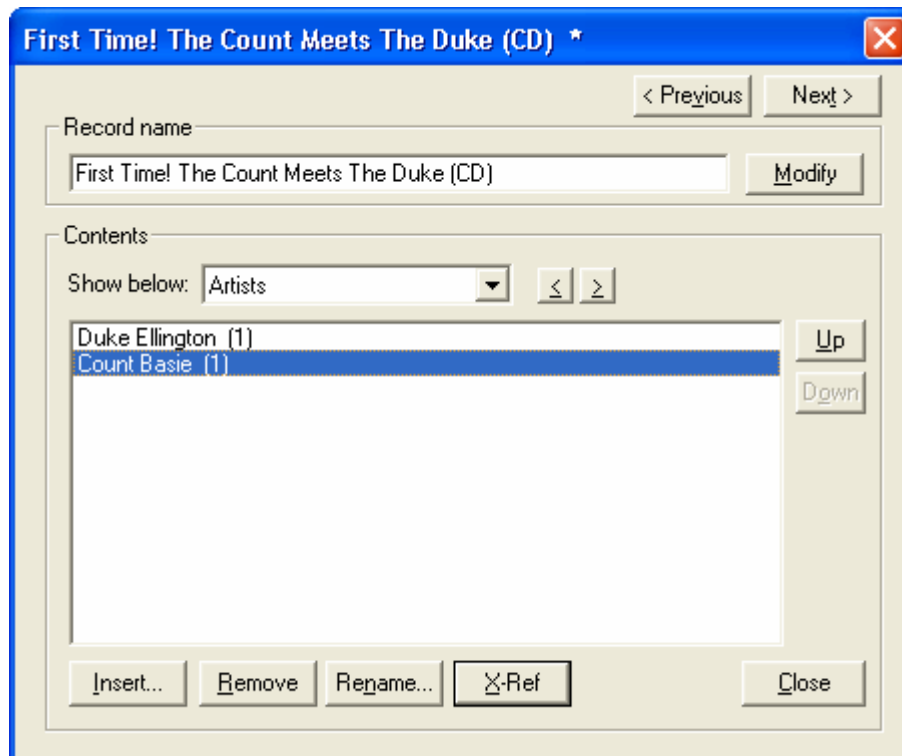 First Time! The Count Meets The Duke (CD) *
< Previous Next >
Record name
First Time! The Count Meets The Duke (CD) Modify
Contents
Show below: Artists < >
Duke Ellington (1) Up
Count Basie (1)
Down
Insert... Remove Rename... X-Ref Close